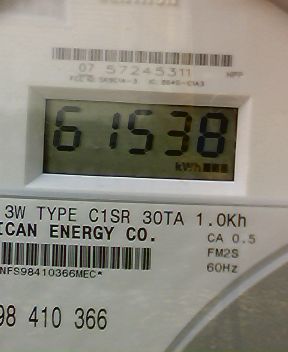 07 57245311
61538
kWh
3W TYPE C1SR 30TA 1.0Kh
ICAN ENERGY CO.
CA 0.5
FM2S
60Hz
NFS98410366MEC*
98 410 366